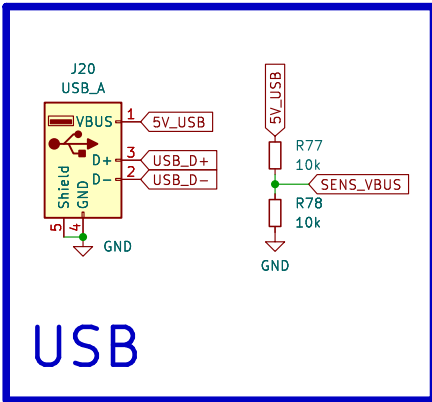 J20
USB_A
VBUS
1
5V_USB
D+
3
USB_D+
D-
2
USB_D-
Shield
GND
5
4
GND
5V_USB
R77
10k
SENS_VBUS
R78
10k
GND
USB